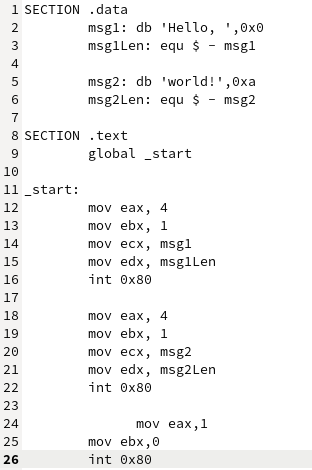 1 SECTION .data
2         msg1: db 'Hello, ',0x0
3         msg1Len: equ $ - msg1
4
5         msg2: db 'world!',0xa
6         msg2Len: equ $ - msg2
7
8 SECTION .text
9         global _start
10
11 _start:
12         mov eax, 4
13         mov ebx, 1
14         mov ecx, msg1
15         mov edx, msg1Len
16         int 0x80
17
18         mov eax, 4
19         mov ebx, 1
20         mov ecx, msg2
21         mov edx, msg2Len
22         int 0x80
23
24               mov eax,1
25         mov ebx,0
26         int 0x80